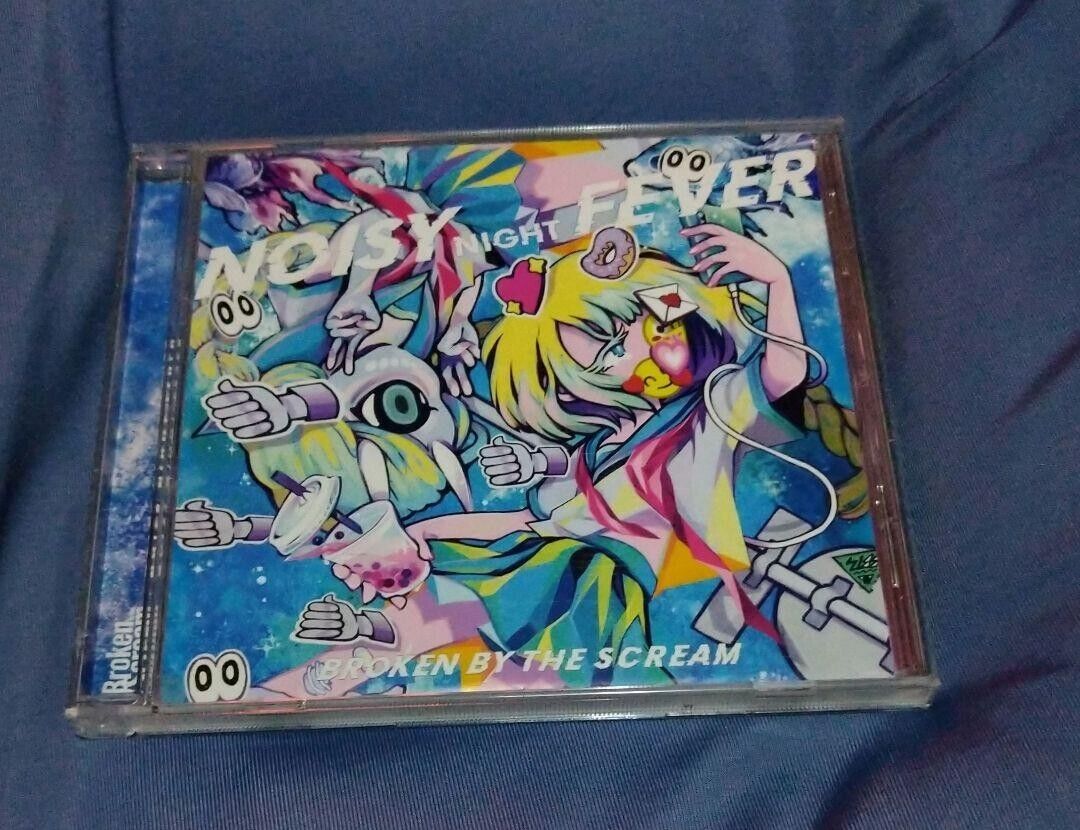 NOISY NIGHT FEVER
BROKEN BY THE SCREAM
Broken